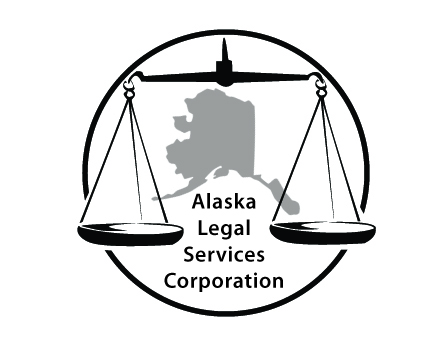 Alaska
Legal
Services
Corporation